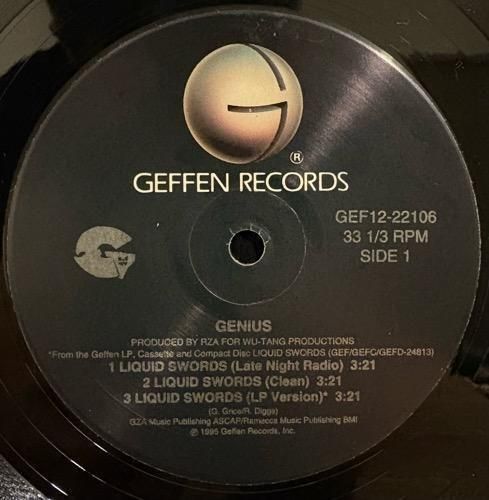 ®
GEFFEN RECORDS
GEF12-22106
33 1/3 RPM
SIDE 1
GENIUS
PRODUCED BY RZA FOR WU-TANG PRODUCTIONS
*From the Geffen LP, Cassette and Compact Disc LIQUID SWORDS (GEF/GEFC/GEFD-24813)
1 LIQUID SWORDS (Late Night Radio) 3:21
2 LIQUID SWORDS (Clean) 3:21
3 LIQUID SWORDS (LP Version)* 3:21
(G. Grice/R. Diggs)
GZA Music Publishing ASCAP/Ramecca Music Publishing BMI
℗ 1995 Geffen Records, Inc.